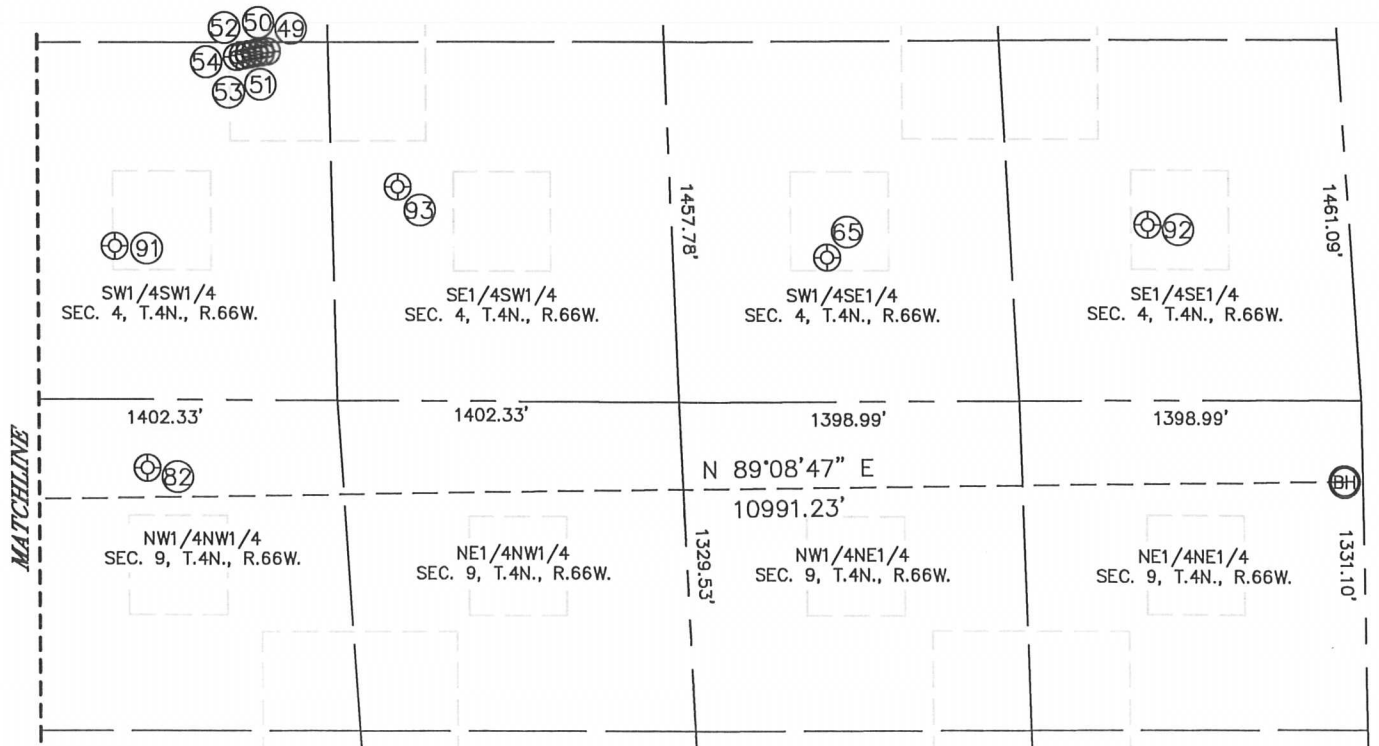 52 50 49
54
53 51
93
91
65
92
1457.78'
1461.09'
SW1/4SW1/4
SEC. 4, T.4N., R.66W.
SE1/4SW1/4
SEC. 4, T.4N., R.66W.
SW1/4SE1/4
SEC. 4, T.4N., R.66W.
SE1/4SE1/4
SEC. 4, T.4N., R.66W.
1402.33'
1402.33'
1398.99'
1398.99'
MATCHLINE
82
N 89°08'47" E
10991.23'
BH
NW1/4NW1/4
SEC. 9, T.4N., R.66W.
NE1/4NW1/4
SEC. 9, T.4N., R.66W.
1329.53'
NW1/4NE1/4
SEC. 9, T.4N., R.66W.
NE1/4NE1/4
SEC. 9, T.4N., R.66W.
1331.10'